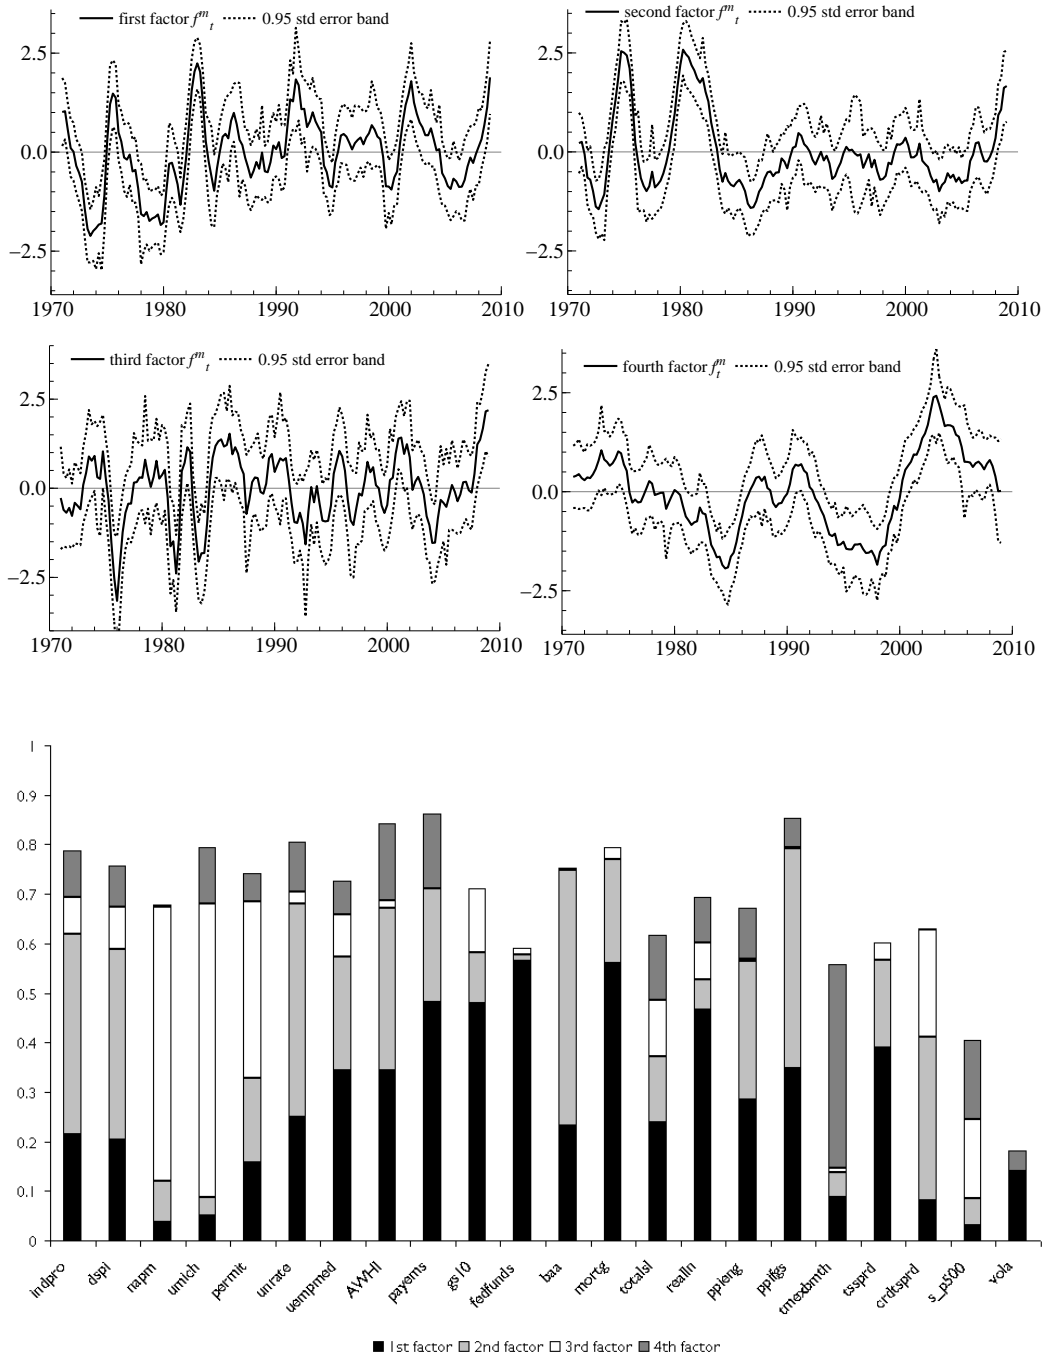 first factor f^m_t 0.95 std error band
2.5
0.0
−2.5
1970 1980 1990 2000 2010
second factor f^m_t 0.95 std error band
2.5
0.0
−2.5
1970 1980 1990 2000 2010
third factor f^m_t 0.95 std error band
2.5
0.0
−2.5
1970 1980 1990 2000 2010
fourth factor f^m_t 0.95 std error band
2.5
0.0
−2.5
1970 1980 1990 2000 2010
1
0.9
0.8
0.7
0.6
0.5
0.4
0.3
0.2
0.1
0
indpro
dspi
napm
umich
permit
unrate
uempmed
AWHI
payems
gs10
fedfunds
baa
mortg
totalsl
realln
ppieng
ppifgs
tmexbmth
tssprd
crdtsprd
s_p500
vola
1st factor 2nd factor 3rd factor 4th factor